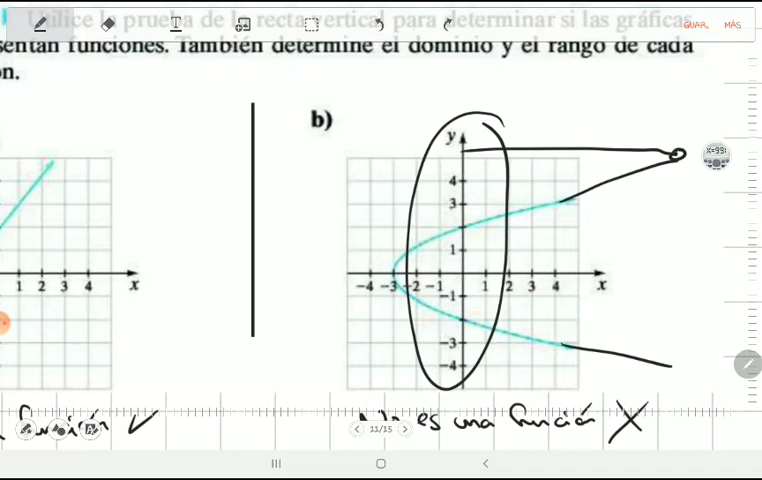 GUAR. MÁS
Utilice la prueba de la recta vertical para determinar si las gráficas
sentan funciones. También determine el dominio y el rango de cada
n.
b)
y
4
3
1
1 2 3 4 x
-4 -3 -2 -1 1 2 3 4 x
-1
-3
-4
función ✓
es una función X
11/15